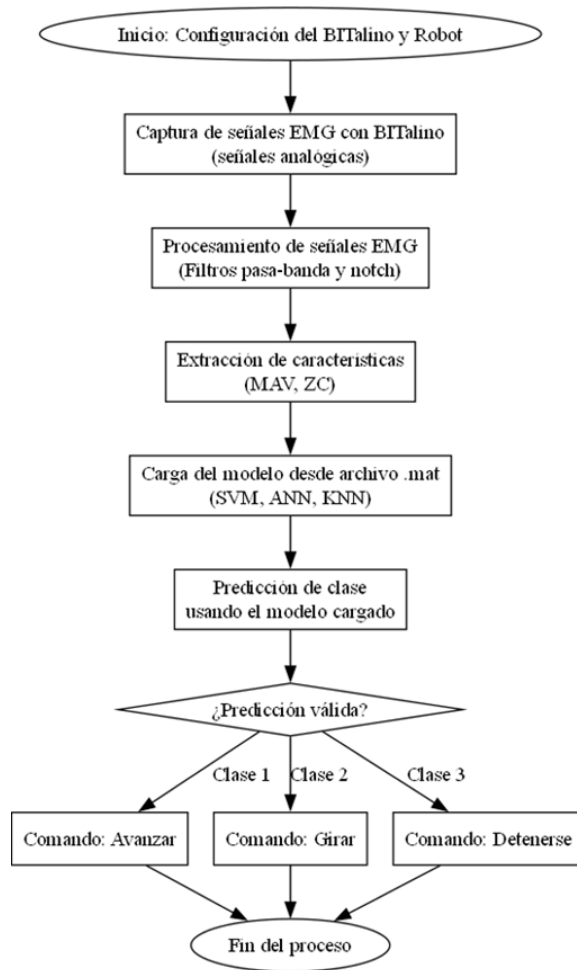 Inicio: Configuración del BITalino y Robot
Captura de señales EMG con BITalino
(señales analógicas)
Procesamiento de señales EMG
(Filtros pasa-banda y notch)
Extracción de características
(MAV, ZC)
Carga del modelo desde archivo .mat
(SVM, ANN, KNN)
Predicción de clase
usando el modelo cargado
¿Predicción válida?
Clase 1
Clase 2
Clase 3
Comando: Avanzar
Comando: Girar
Comando: Detenerse
Fin del proceso